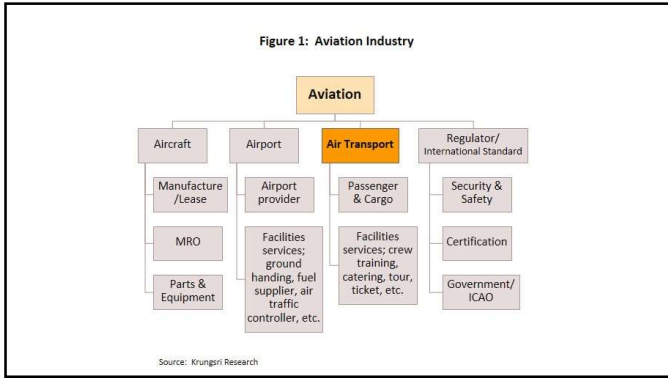 Figure 1: Aviation Industry
Aviation
Aircraft
Airport
Air Transport
Regulator/
International Standard
Manufacture
/Lease
Airport
provider
Passenger
& Cargo
Security &
Safety
MRO
Facilities
services;
ground
handing, fuel
supplier, air
traffic
controller, etc.
Facilities
services; crew
training,
catering, tour,
ticket, etc.
Certification
Parts &
Equipment
Government/
ICAO
Source: Krungsri Research